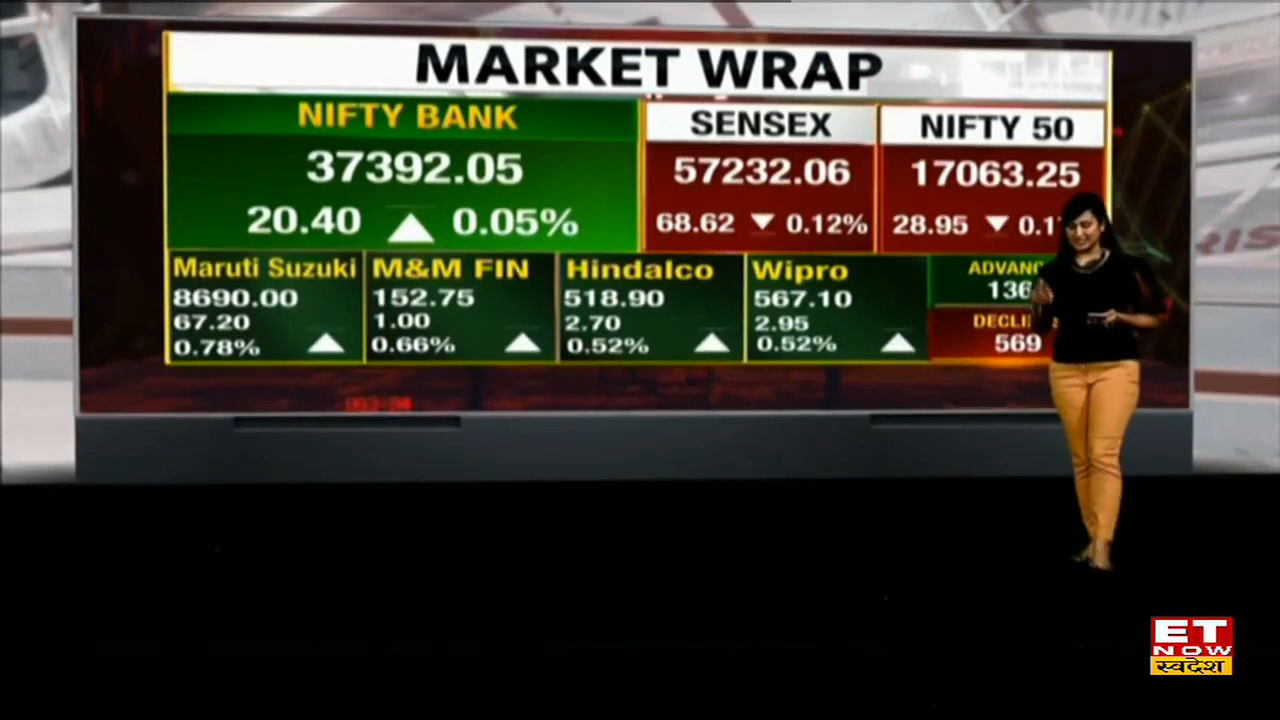 MARKET WRAP
NIFTY BANK
37392.05
20.40 ▲ 0.05%
SENSEX
57232.06
68.62 ▼ 0.12%
NIFTY 50
17063.25
28.95 ▼
Maruti Suzuki
8690.00
67.20
0.78% ▲
M&M FIN
152.75
1.00
0.66% ▲
Hindalco
518.90
2.70
0.52% ▲
Wipro
567.10
2.95
0.52% ▲
569
ET
NOW
स्वदेश